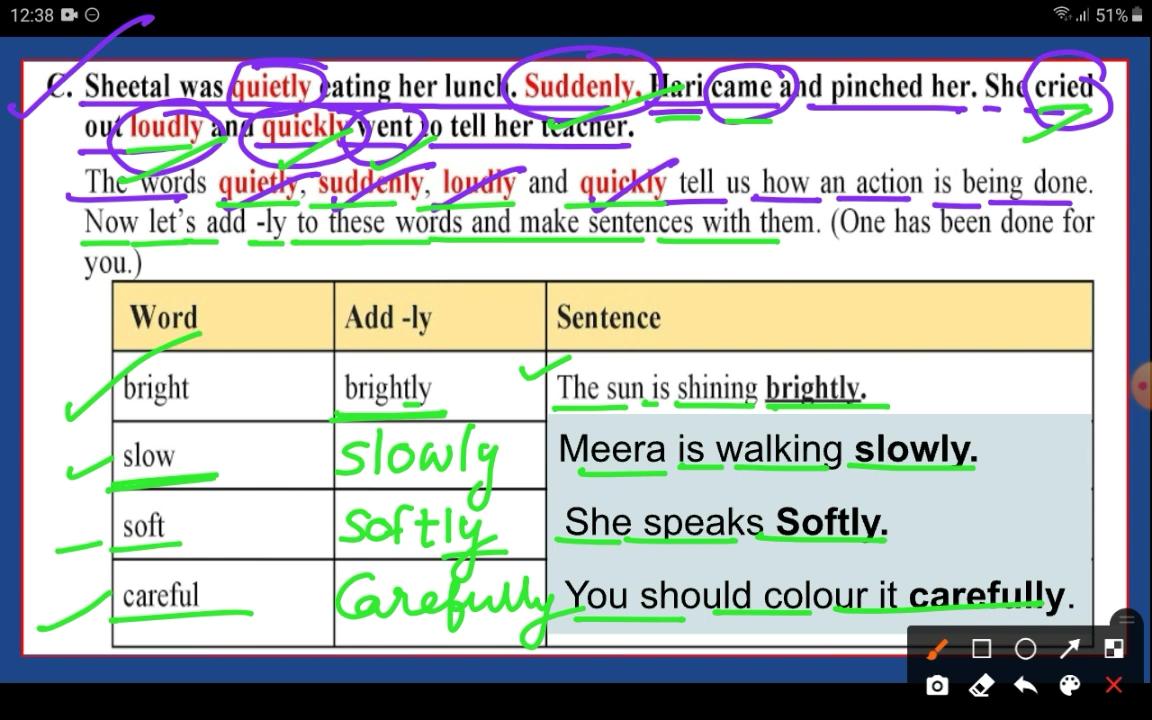 12:38 51%
C. Sheetal was quietly eating her lunch. Suddenly, Hari came and pinched her. She cried
out loudly and quickly went to tell her teacher.
The words quietly, suddenly, loudly and quickly tell us how an action is being done.
Now let's add -ly to these words and make sentences with them. (One has been done for
you.)
Word Add -ly Sentence
bright brightly The sun is shining brightly.
slow slowly Meera is walking slowly.
soft softly She speaks Softly.
careful Carefully You should colour it carefully.